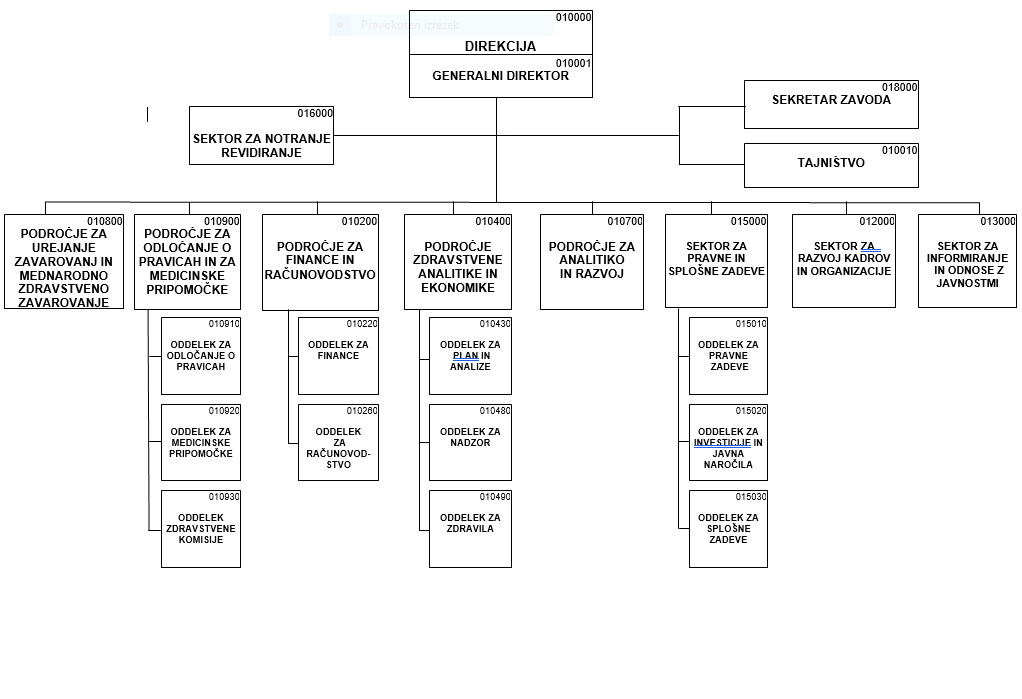 Pravokoten izrezek
010000
DIREKCIJA
010001
GENERALNI DIREKTOR
016000
SEKTOR ZA NOTRANJE
REVIDIRANJE
018000
SEKRETAR ZAVODA
010010
TAJNIŠTVO
010800
PODROČJE ZA
UREJANJE
ZAVAROVANJ IN
MEDNARODNO
ZDRAVSTVENO
ZAVAROVANJE
010900
PODROČJE ZA
ODLOČANJE O
PRAVICAH IN ZA
MEDICINSKE
PRIPOMOČKE
010200
PODROČJE ZA
FINANCE IN
RAČUNOVODSTVO
010400
PODROČJE
ZDRAVSTVENE
ANALITIKE IN
EKONOMIKE
010700
PODROČJE ZA
ANALITIKO
IN RAZVOJ
015000
SEKTOR ZA
PRAVNE IN
SPLOŠNE ZADEVE
012000
SEKTOR ZA
RAZVOJ KADROV
IN ORGANIZACIJE
013000
SEKTOR ZA
INFORMIRANJE
IN ODNOSE Z
JAVNOSTMI
010910
ODDELEK ZA
ODLOČANJE O
PRAVICAH
010220
ODDELEK ZA
FINANCE
010430
ODDELEK ZA
PLAN IN
ANALIZE
015010
ODDELEK ZA
PRAVNE
ZADEVE
010920
ODDELEK ZA
MEDICINSKE
PRIPOMOČKE
010260
ODDELEK
ZA
RAČUNOVOD-
STVO
010480
ODDELEK ZA
NADZOR
015020
ODDELEK ZA
INVESTICIJE IN
JAVNA
NAROČILA
010930
ODDELEK
ZDRAVSTVENE
KOMISIJE
010490
ODDELEK ZA
ZDRAVILA
015030
ODDELEK ZA
SPLOŠNE
ZADEVE